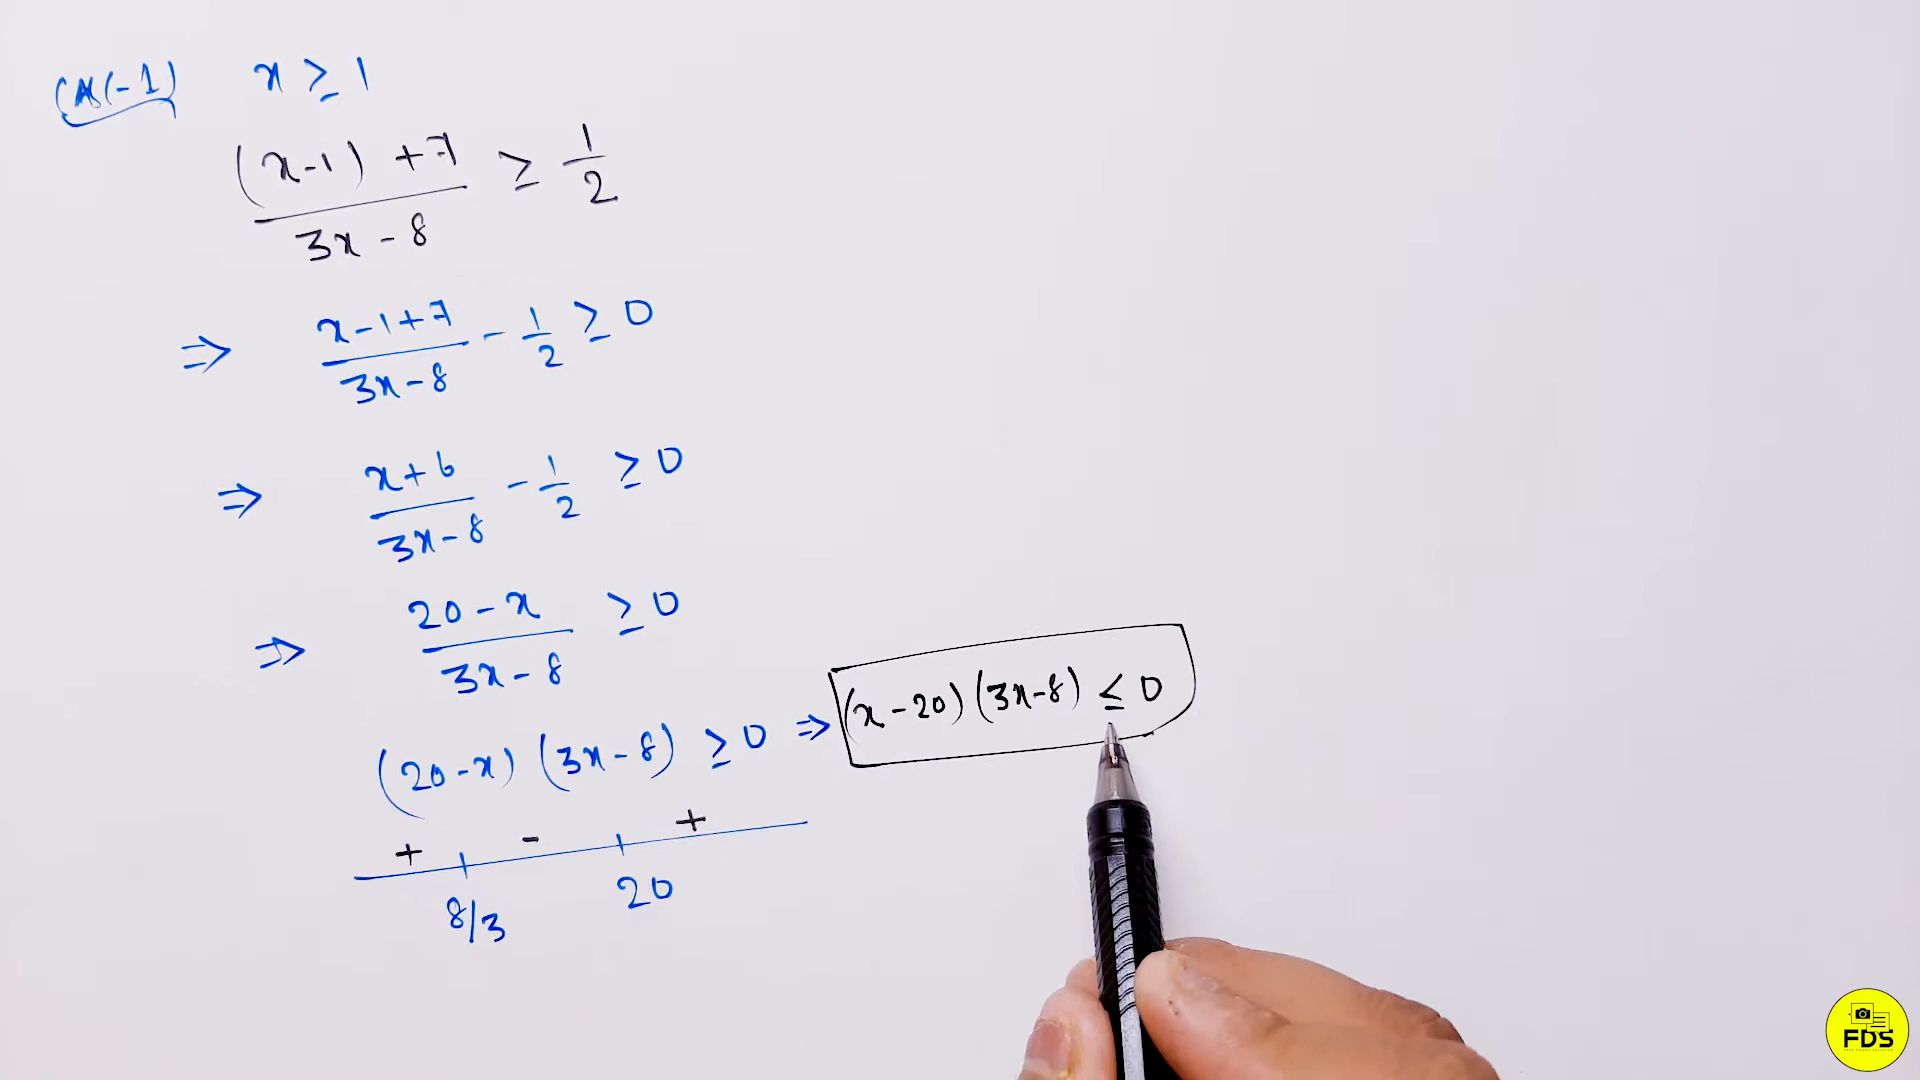 Case-1) x ≥ 1
(x-1) + 7 / 3x - 8 ≥ 1/2
⇒ x-1+7 / 3x-8 - 1/2 ≥ 0
⇒ x+6 / 3x-8 - 1/2 ≥ 0
⇒ 20-x / 3x-8 ≥ 0
(20-x) (3x-8) ≥ 0 ⇒ (x-20) (3x-8) ≤ 0
+ - +
8/3 20
FDS